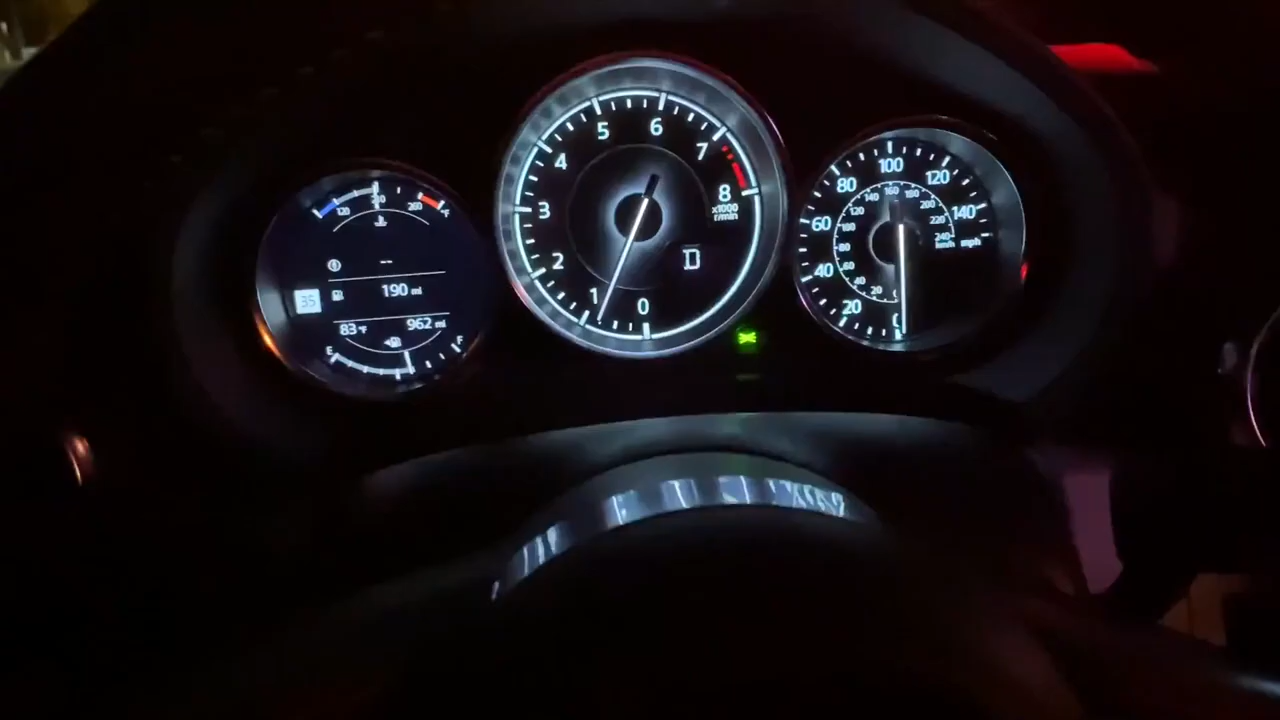 120 210 260 °F
--
35
190 mi
83 °F 962 mi
E F
0 1 2 3 4 5 6 7 8
x1000
r/min
D
20 40 60 80 100 120 140
mph
20 40 60 80 100 120 140 160 180 200 220 240
km/h